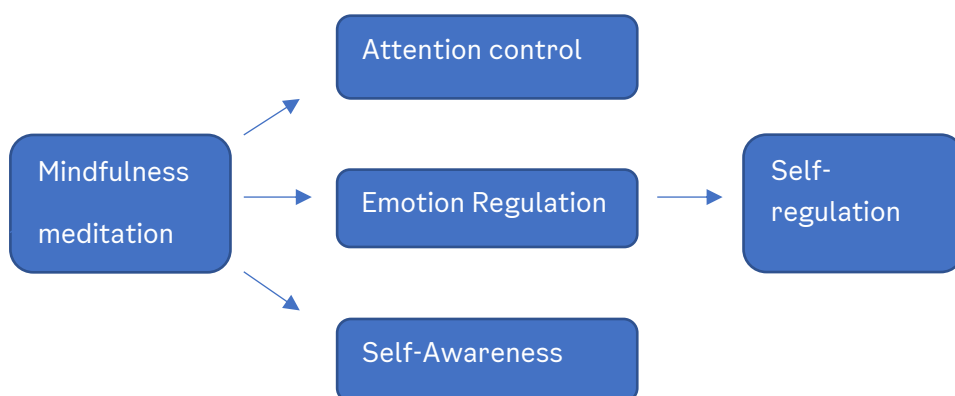 Attention control
Mindfulness
meditation
Emotion Regulation
Self-
regulation
Self-Awareness